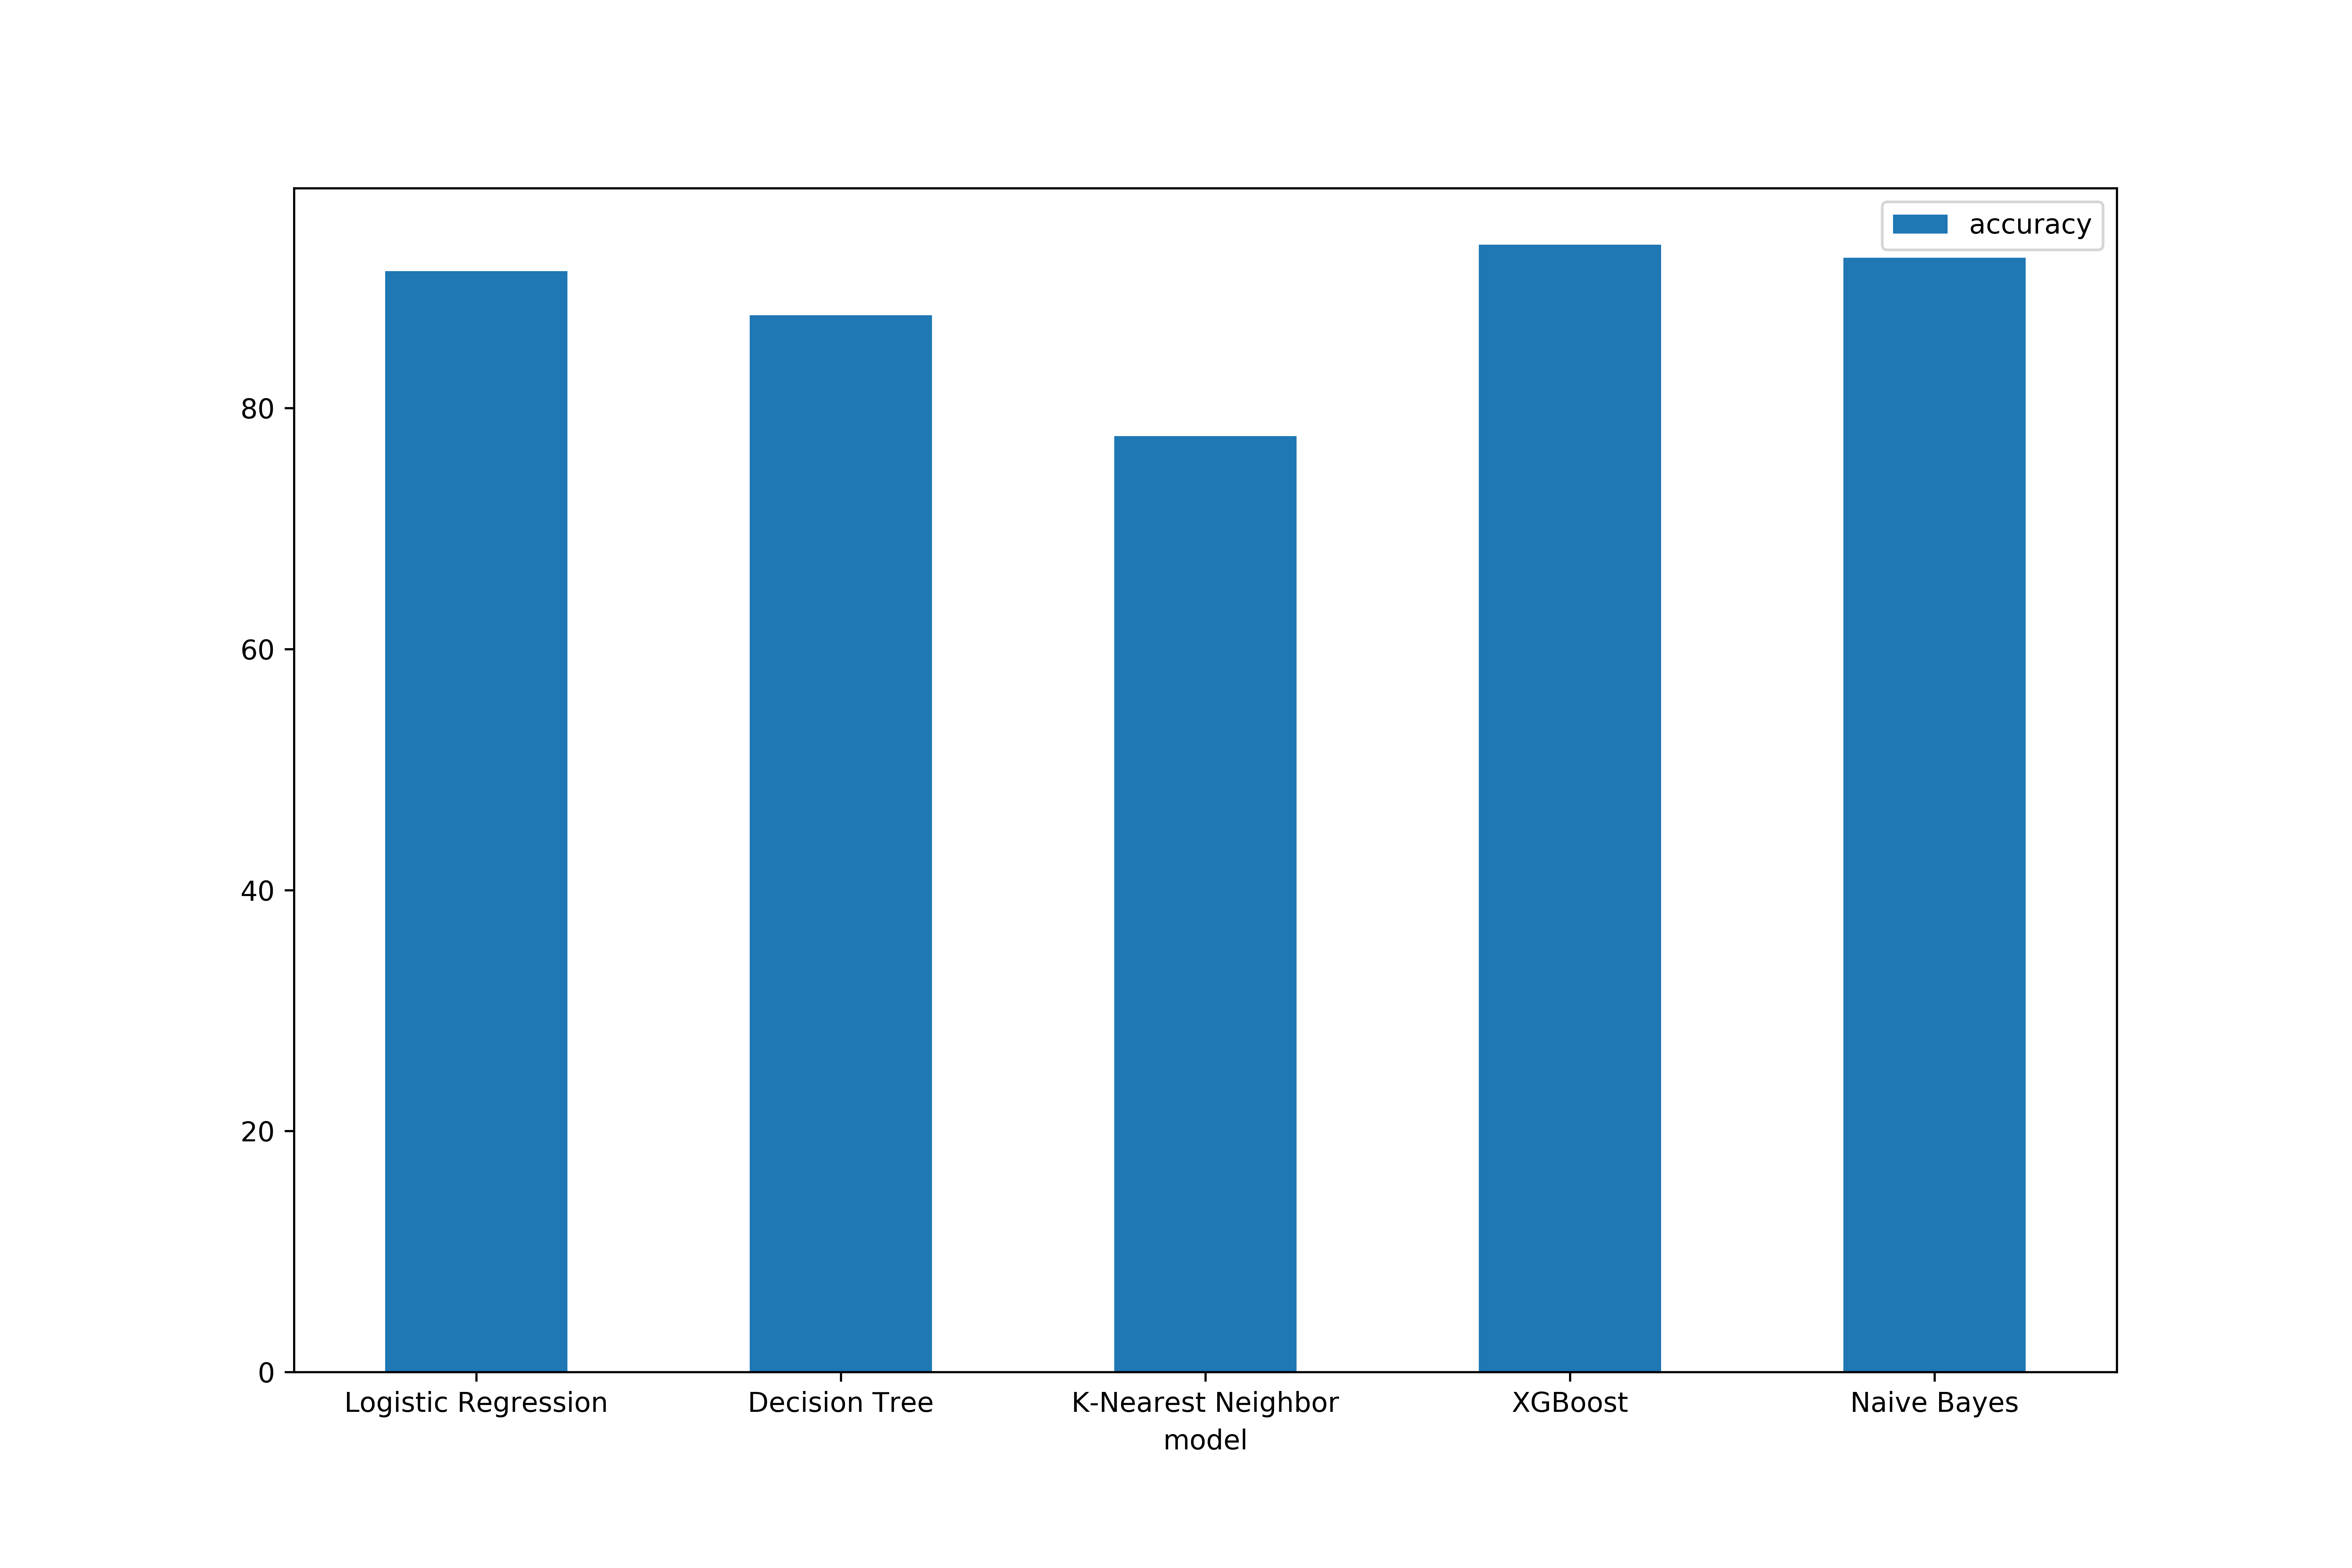 accuracy
80
60
40
20
0
Logistic Regression Decision Tree K-Nearest Neighbor XGBoost Naive Bayes
model